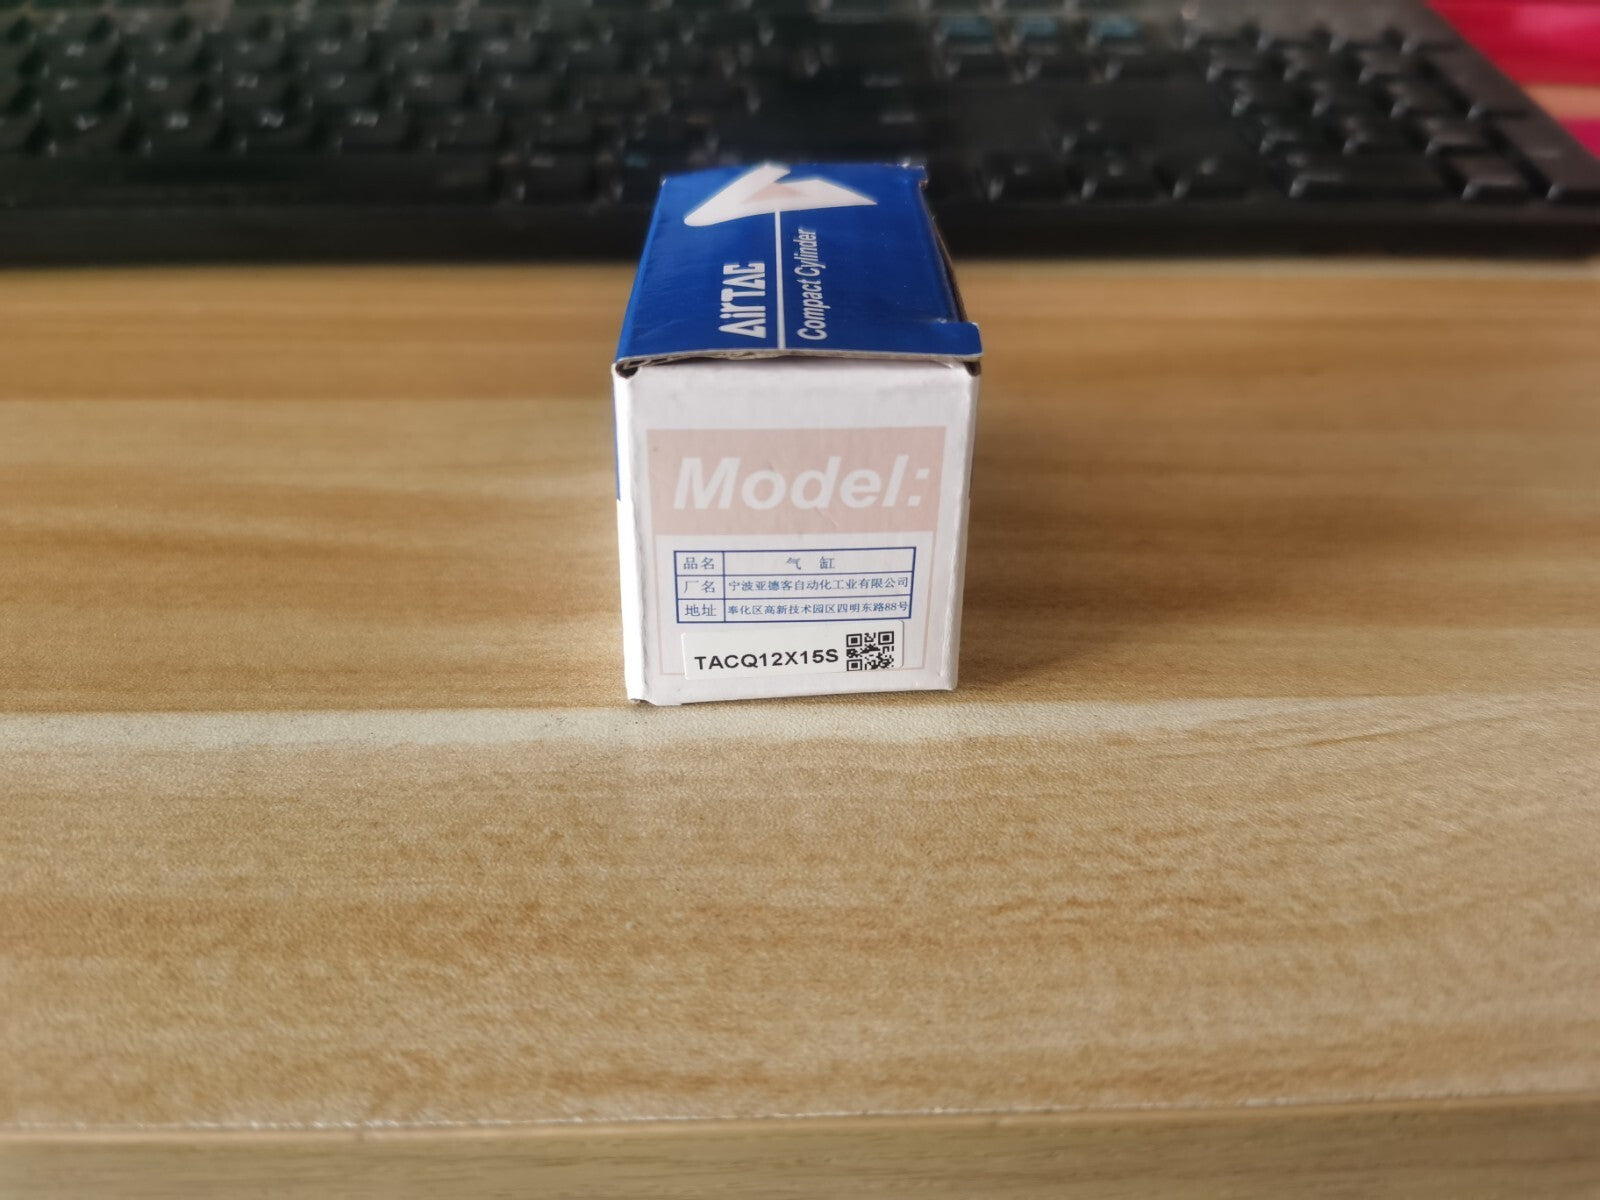 AirTAC
Compact Cylinder
Model:
品名 气 缸
厂名 宁波亚德客自动化工业有限公司
地址 奉化区高新技术园区四明东路88号
TACQ12X15S